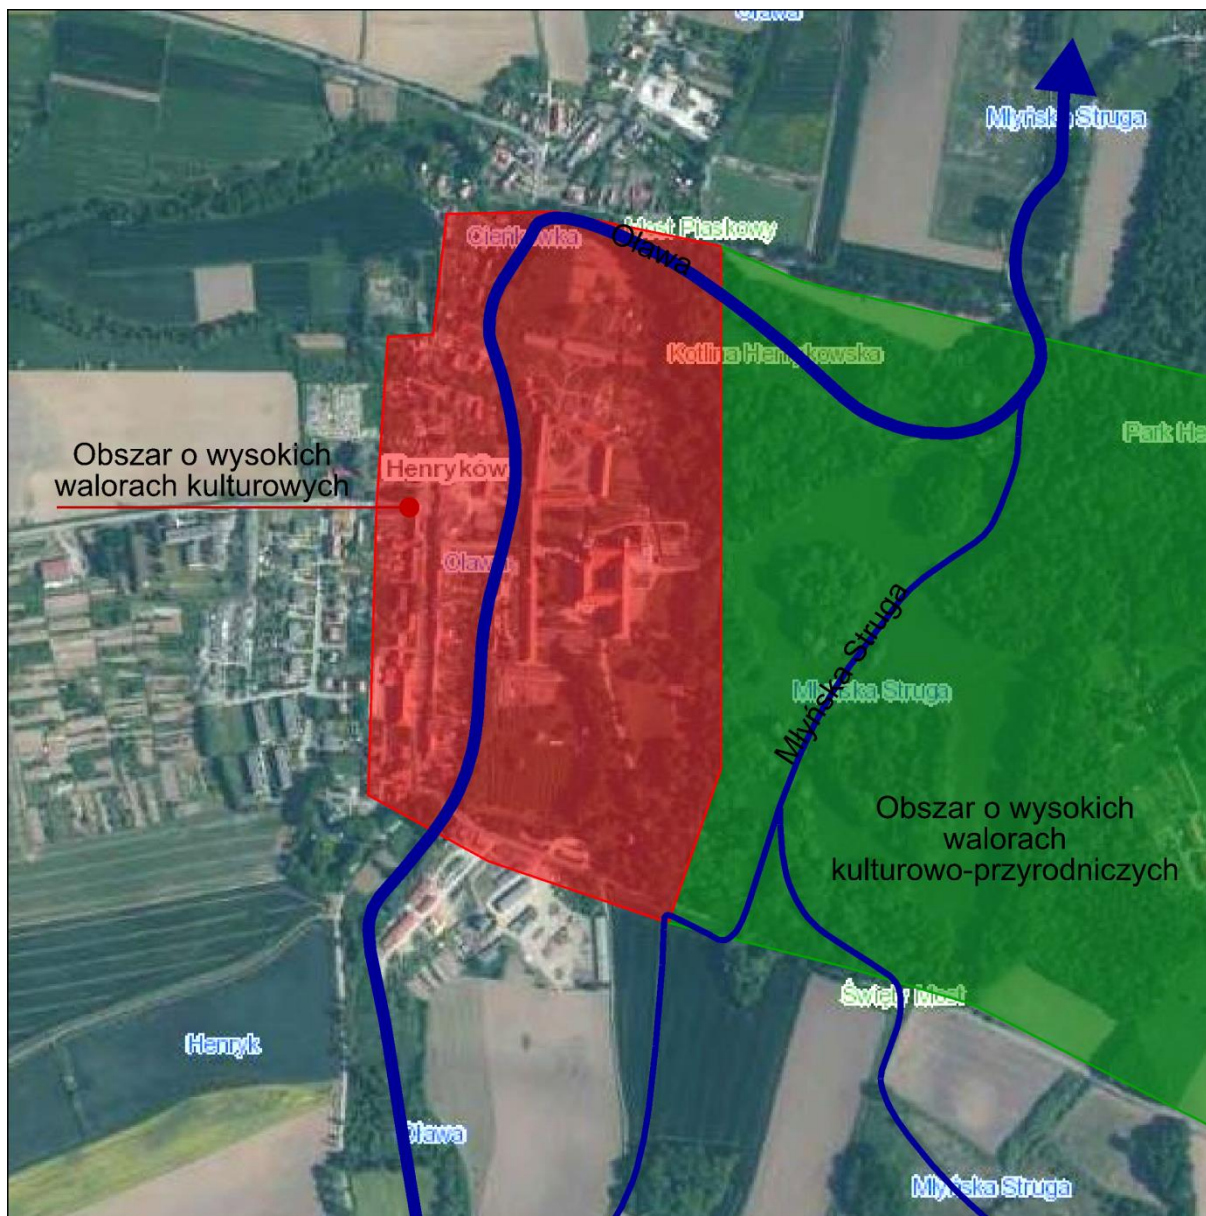 Oława
Młyńska Struga
Cieńkówka
Most Piaskowy
Oława
Kotlina Henrykowska
Park He
Obszar o wysokich
walorach kulturowych
Henryków
Oława
Młyńska Struga
Młyńska Struga
Obszar o wysokich
walorach
kulturowo-przyrodniczych
Święty Most
Henryk
Oława
Młyńska Struga